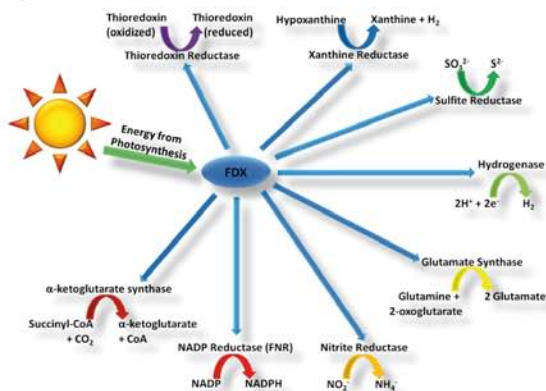 Thioredoxin Thioredoxin
(oxidized) (reduced)
Thioredoxin Reductase
Hypoxanthine Xanthine + H₂
Xanthine Reductase
SO₃²⁻ S²⁻
Sulfite Reductase
Energy from
Photosynthesis
FDX
Hydrogenase
2H⁺ + 2e⁻ H₂
Glutamate Synthase
Glutamine + 2 Glutamate
2-oxoglutarate
α-ketoglutarate synthase
Succinyl-CoA α-ketoglutarate
+ CO₂ + CoA
NADP Reductase (FNR)
NADP NADPH
Nitrite Reductase
NO₂⁻ NH₄⁺